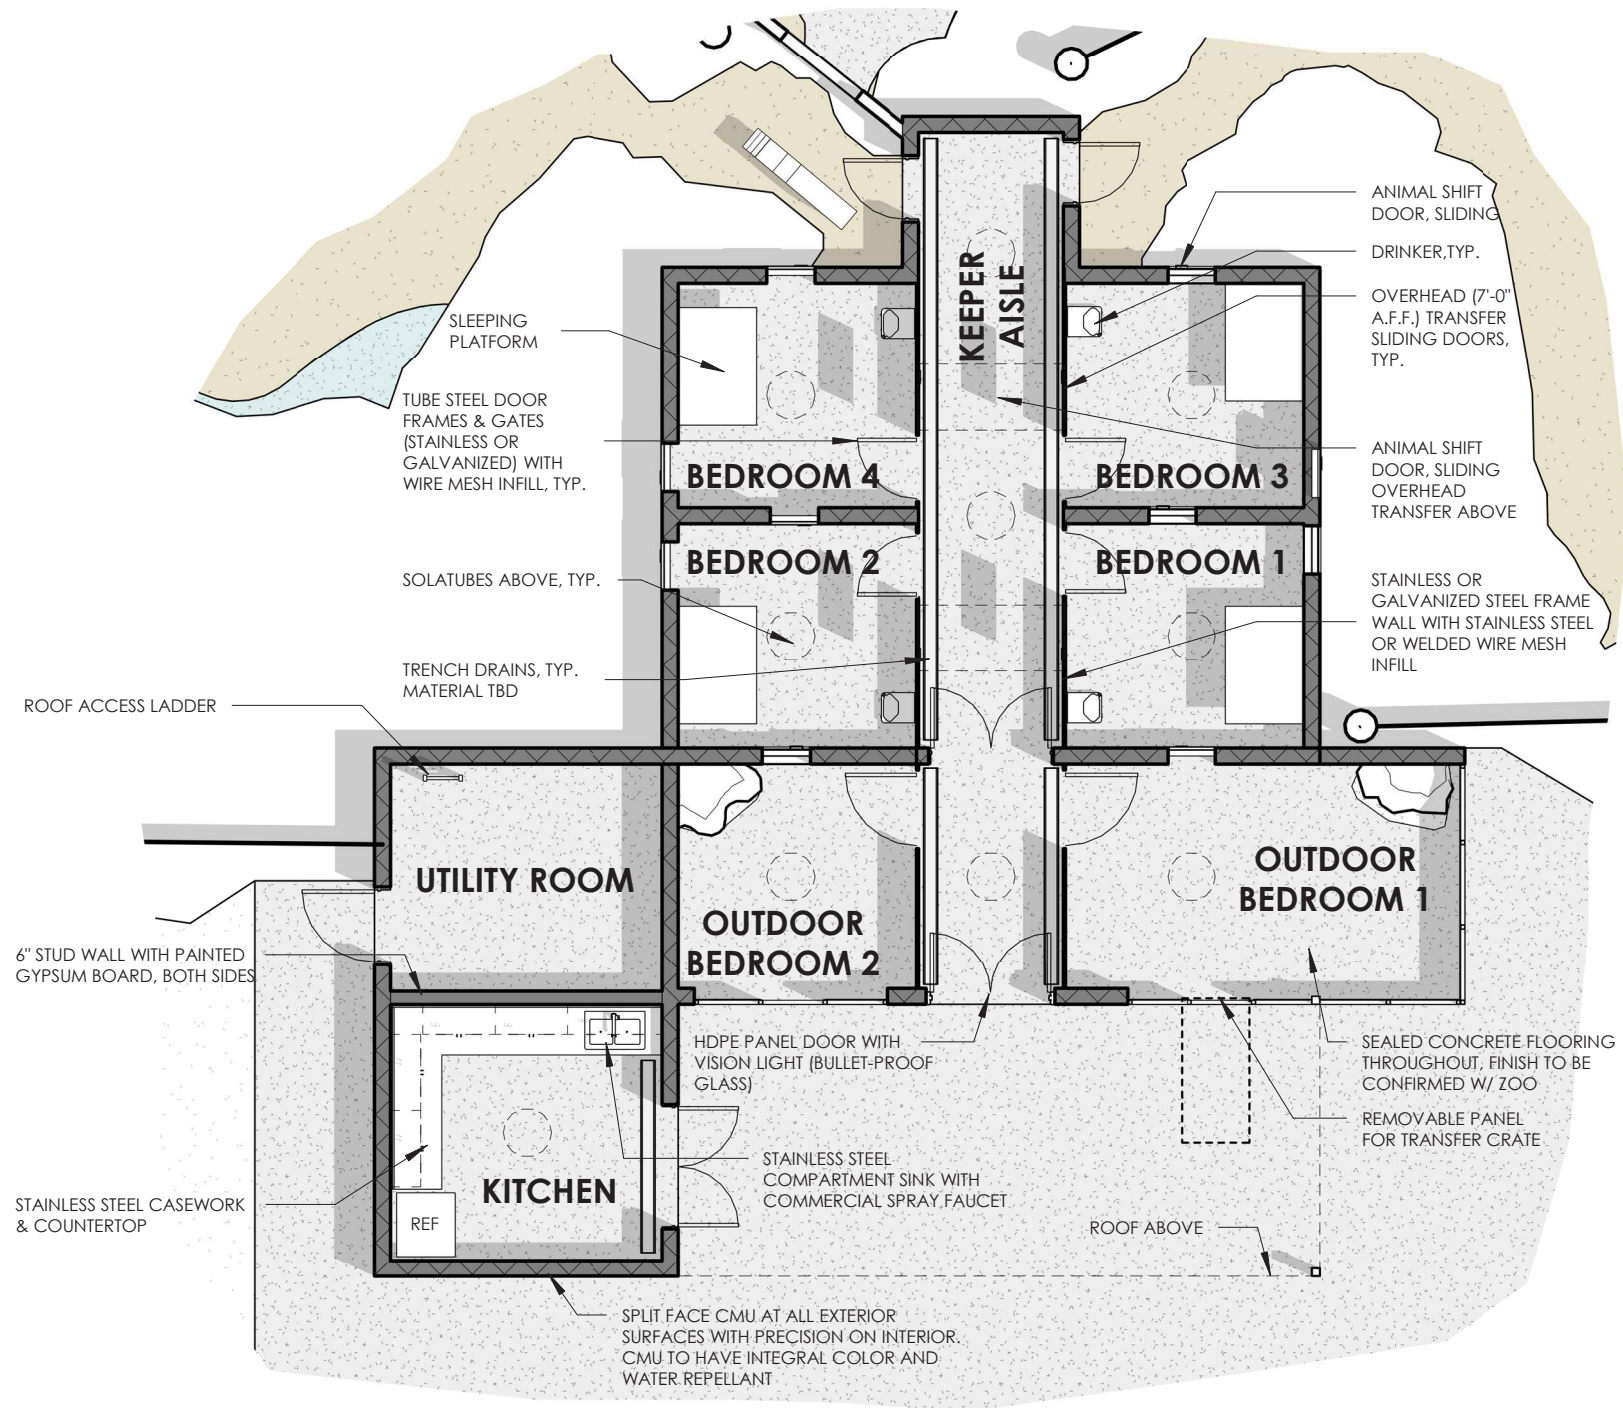 ANIMAL SHIFT
DOOR, SLIDING
DRINKER,TYP.
OVERHEAD (7'-0"
A.F.F.) TRANSFER
SLIDING DOORS,
TYP.
KEEPER
AISLE
SLEEPING
PLATFORM
TUBE STEEL DOOR
FRAMES & GATES
(STAINLESS OR
GALVANIZED) WITH
WIRE MESH INFILL, TYP.
BEDROOM 4
BEDROOM 3
ANIMAL SHIFT
DOOR, SLIDING
OVERHEAD
TRANSFER ABOVE
BEDROOM 2
BEDROOM 1
SOLATUBES ABOVE, TYP.
STAINLESS OR
GALVANIZED STEEL FRAME
WALL WITH STAINLESS STEEL
OR WELDED WIRE MESH
INFILL
TRENCH DRAINS, TYP.
MATERIAL TBD
ROOF ACCESS LADDER
UTILITY ROOM
OUTDOOR
BEDROOM 2
OUTDOOR
BEDROOM 1
6" STUD WALL WITH PAINTED
GYPSUM BOARD, BOTH SIDES
HDPE PANEL DOOR WITH
VISION LIGHT (BULLET-PROOF
GLASS)
SEALED CONCRETE FLOORING
THROUGHOUT, FINISH TO BE
CONFIRMED W/ ZOO
REMOVABLE PANEL
FOR TRANSFER CRATE
STAINLESS STEEL
COMPARTMENT SINK WITH
COMMERCIAL SPRAY FAUCET
KITCHEN
STAINLESS STEEL CASEWORK
& COUNTERTOP
REF
ROOF ABOVE
SPLIT FACE CMU AT ALL EXTERIOR
SURFACES WITH PRECISION ON INTERIOR.
CMU TO HAVE INTEGRAL COLOR AND
WATER REPELLANT